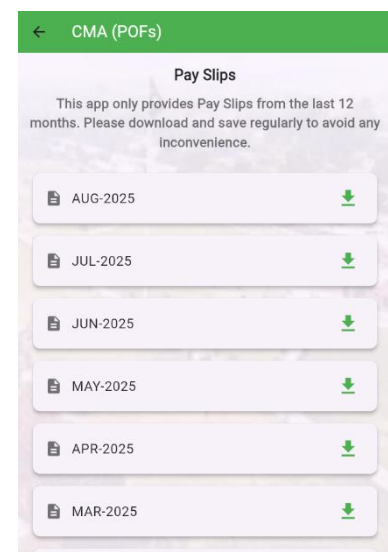 CMA (POFs)
Pay Slips
This app only provides Pay Slips from the last 12
months. Please download and save regularly to avoid any
inconvenience.
AUG-2025
JUL-2025
JUN-2025
MAY-2025
APR-2025
MAR-2025